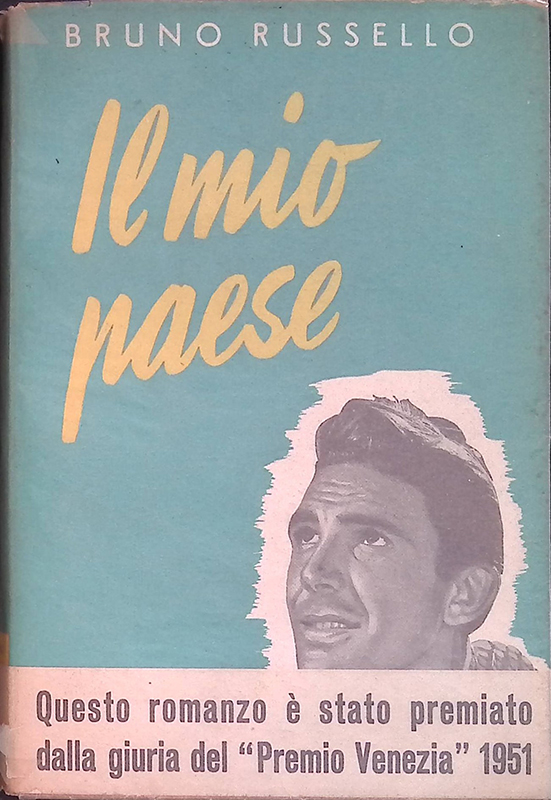 BRUNO RUSSELLO
Il mio
paese
Questo romanzo è stato premiato
dalla giuria del “Premio Venezia” 1951